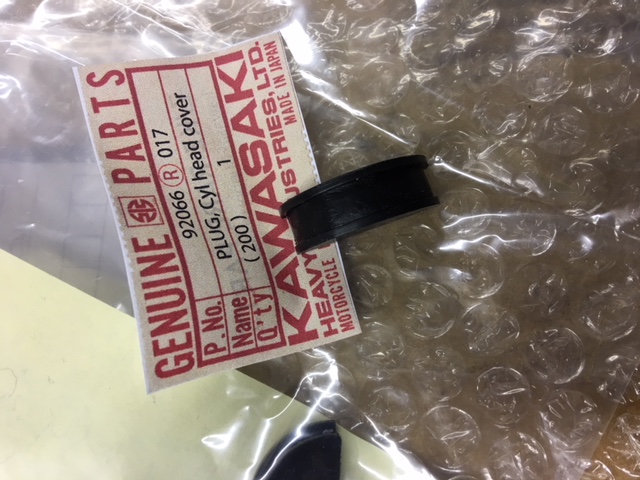 GENUINE PARTS
P. No. 92066 R 017
Name PLUG, Cyl head cover
Q'ty (200) 1
KAWASAKI
HEAVY USTRIES, LTD.
MOTORCYCLE MADE IN JAPAN